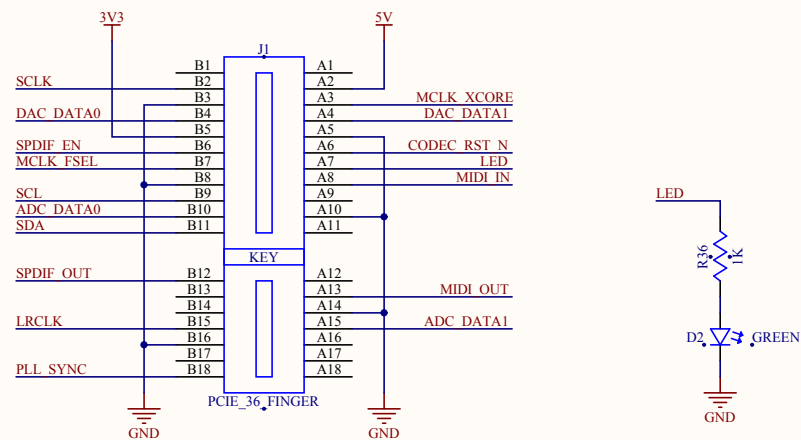 3V3 5V
J1
B1 A1
SCLK B2 A2
B3 A3 MCLK_XCORE
DAC_DATA0 B4 A4 DAC_DATA1
B5 A5
SPDIF_EN B6 A6 CODEC_RST_N
MCLK_FSEL B7 A7 LED
B8 A8 MIDI_IN
SCL B9 A9 LED
ADC_DATA0 B10 A10
SDA B11 A11
KEY R36 1K
SPDIF_OUT B12 A12
B13 A13 MIDI_OUT
B14 A14
LRCLK B15 A15 ADC_DATA1
B16 A16 D2 GREEN
B17 A17
PLL_SYNC B18 A18
PCIE_36_FINGER
GND GND GND